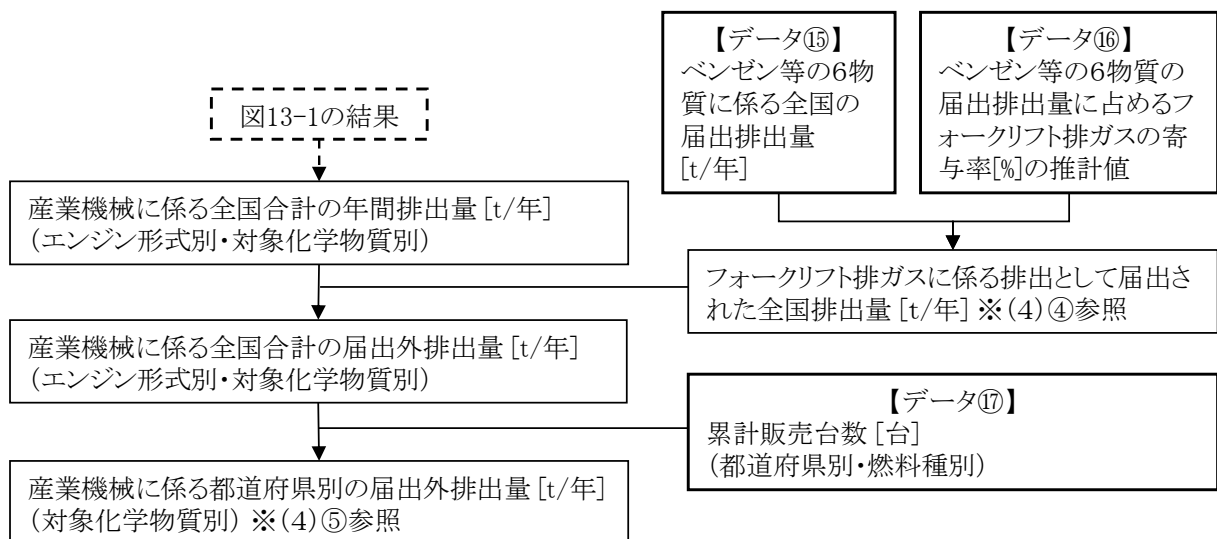 図13-1の結果
【データ⑮】
ベンゼン等の6物
質に係る全国の
届出排出量
[t/年]
【データ⑯】
ベンゼン等の6物質の
届出排出量に占めるフ
ォークリフト排ガスの寄
与率[%]の推計値
産業機械に係る全国合計の年間排出量[t/年]
(エンジン形式別・対象化学物質別)
フォークリフト排ガスに係る排出として届出さ
れた全国排出量[t/年]※(4)④参照
産業機械に係る全国合計の届出外排出量[t/年]
(エンジン形式別・対象化学物質別)
【データ⑰】
累計販売台数[台]
(都道府県別・燃料種別)
産業機械に係る都道府県別の届出外排出量[t/年]
(対象化学物質別)※(4)⑤参照